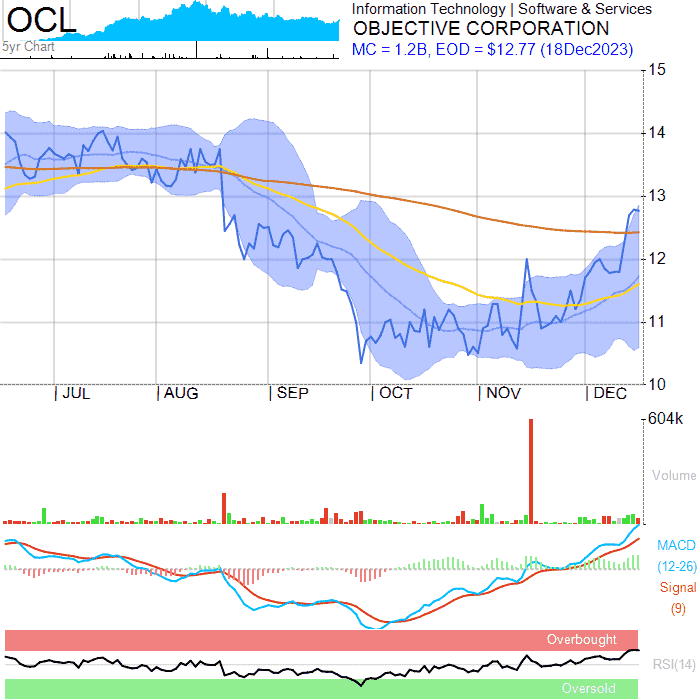 OCL
5yr Chart
Information Technology | Software & Services
OBJECTIVE CORPORATION
MC = 1.2B, EOD = $12.77 (18Dec2023)
15
14
13
12
11
10
| JUL | AUG | SEP | OCT | NOV | DEC
604k
Volume
MACD
(12-26)
Signal
(9)
Overbought
RSI(14)
Oversold